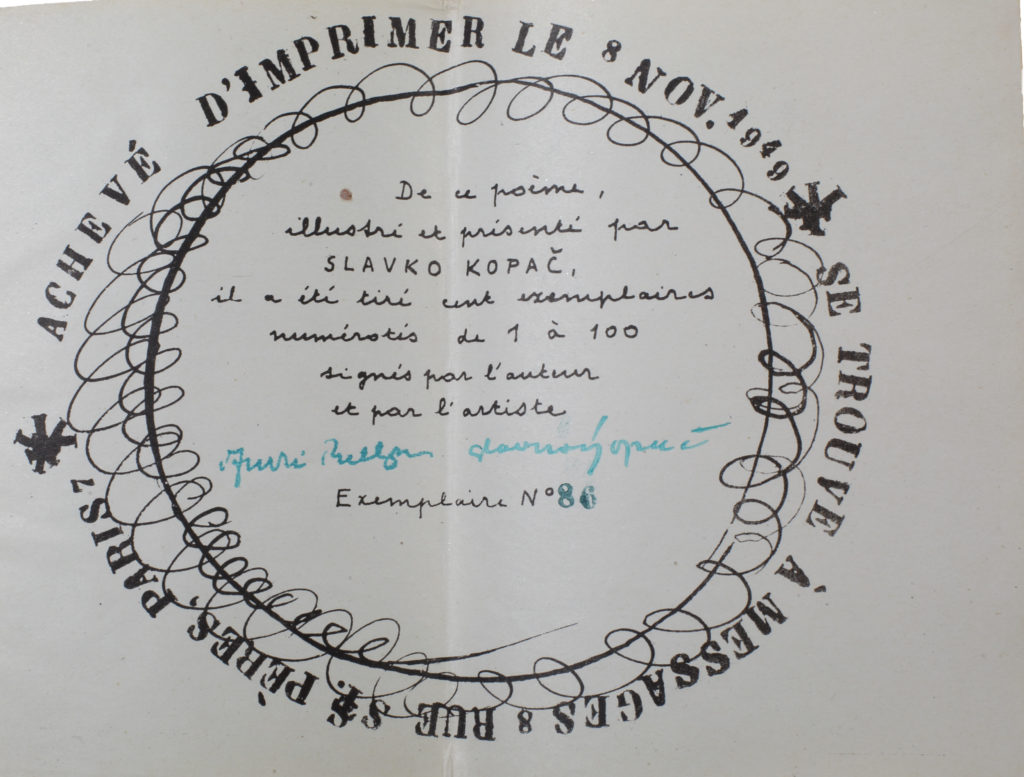 ACHEVÉ D'IMPRIMER LE 8 NOV. 1949
SE TROUVE À MESSAGES 8 RUE ST. PÈRES, PARIS 7
De ce poème,
illustré et présenté par
SLAVKO KOPAČ,
il a été tiré cent exemplaires
numérotés de 1 à 100
signés par l'auteur
et par l'artiste
Exemplaire N° 86